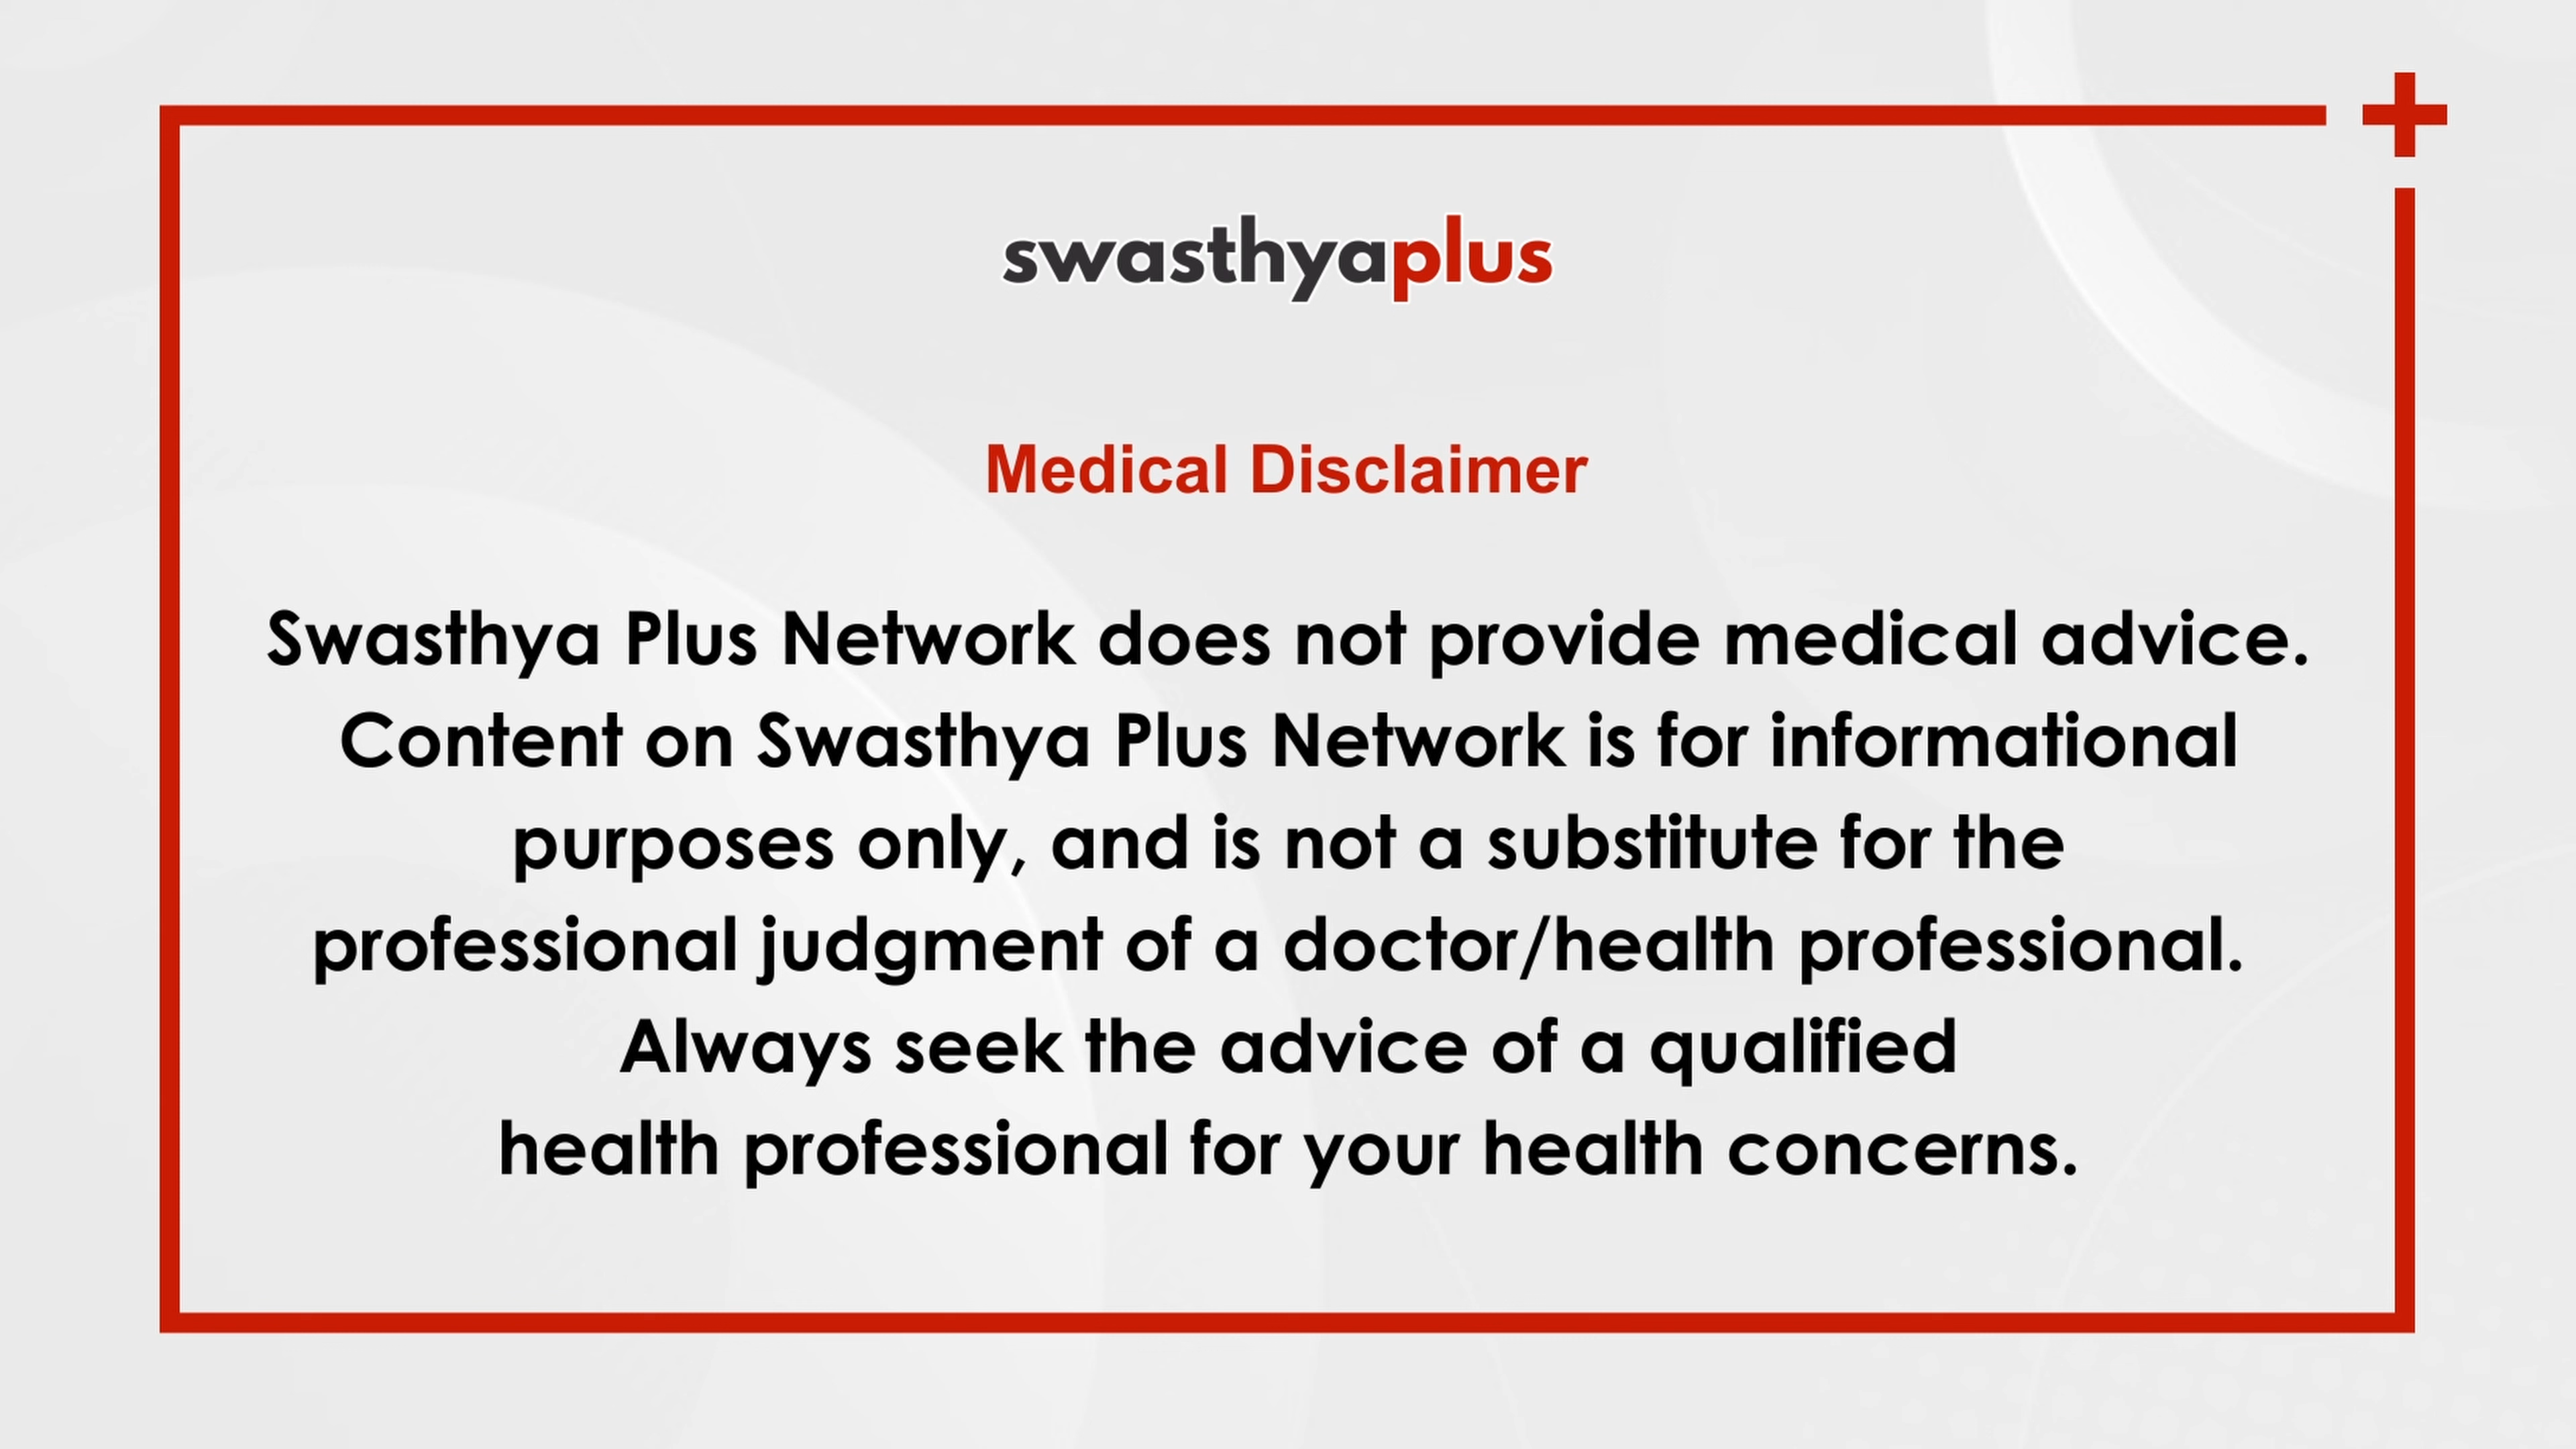 swasthyaplus
Medical Disclaimer
Swasthya Plus Network does not provide medical advice.
Content on Swasthya Plus Network is for informational
purposes only, and is not a substitute for the
professional judgment of a doctor/health professional.
Always seek the advice of a qualified
health professional for your health concerns.